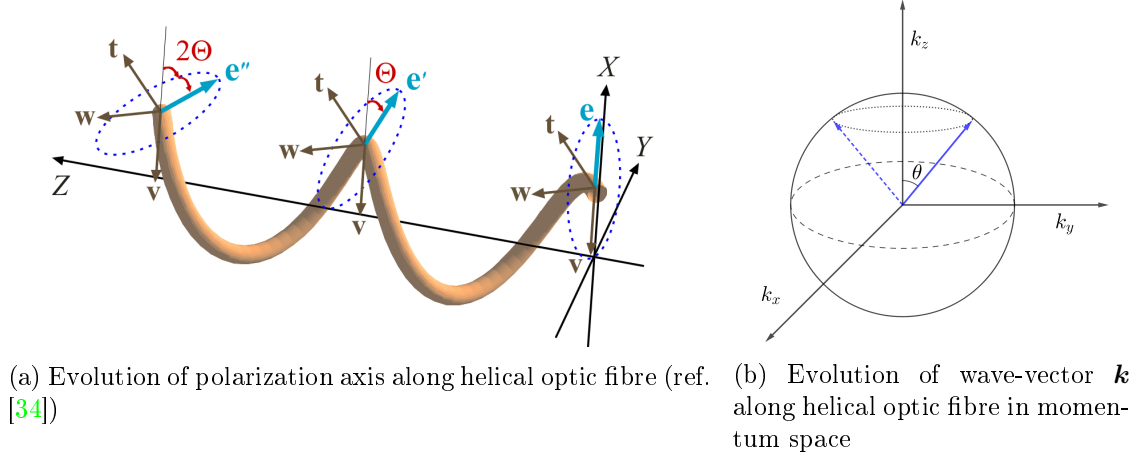 2Θ
t
e″
w
v
Z
Θ
t
e′
w
v
X
e
t
Y
w
v
k_z
θ
k_y
k_x
(a) Evolution of polarization axis along helical optic fibre (ref.
[34])
(b) Evolution of wave-vector k
along helical optic fibre in momen-
tum space